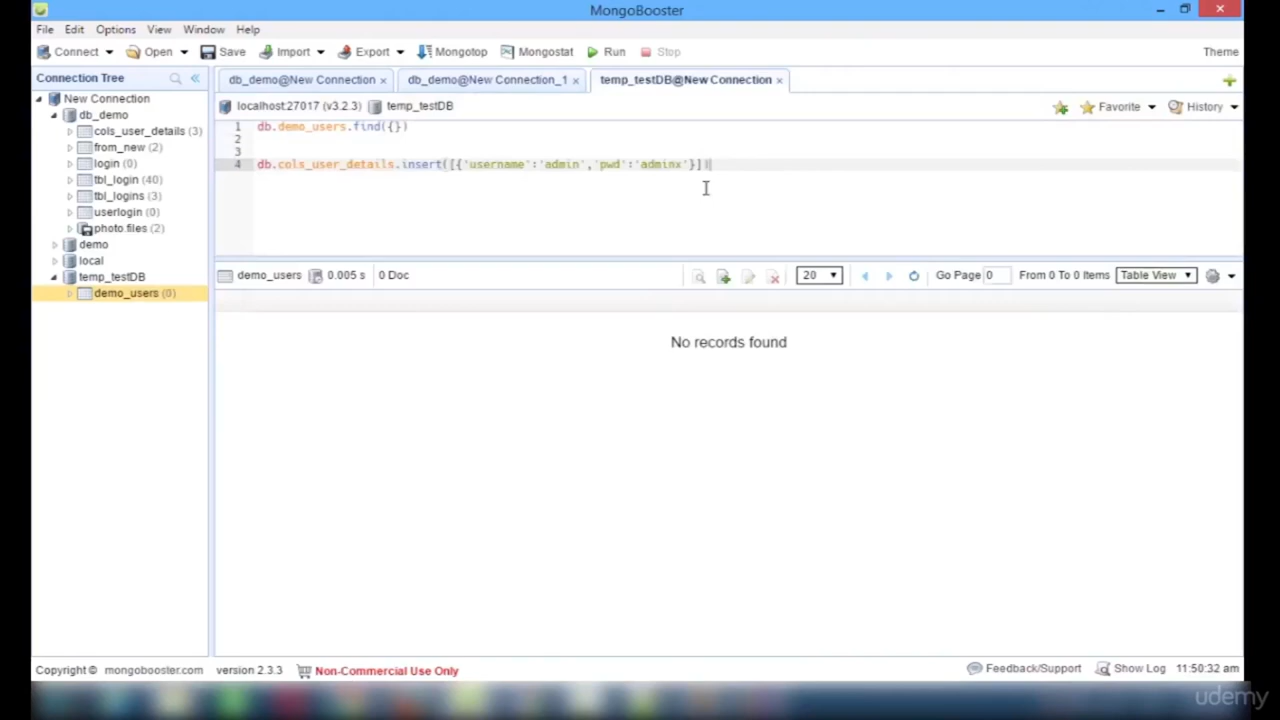 MongoBooster
File Edit Options View Window Help
Connect Open Save Import Export Mongotop Mongostat Run Stop Theme
Connection Tree
db_demo@New Connection × db_demo@New Connection_1 × temp_testDB@New Connection ×
New Connection
localhost:27017 (v3.2.3) temp_testDB Favorite History
db_demo
cols_user_details (3)
from_new (2)
login (0)
tbl_login (40)
tbl_logins (3)
userlogin (0)
photo.files (2)
demo
local
temp_testDB
demo_users (0)
1 db.demo_users.find({})
2
3
4 db.cols_user_details.insert([{'username':'admin','pwd':'adminx'}])
demo_users 0.005 s 0 Doc 20 Go Page 0 From 0 To 0 Items Table View
No records found
Copyright © mongobooster.com version 2.3.3 Non-Commercial Use Only Feedback/Support Show Log 11:50:32 am
udemy